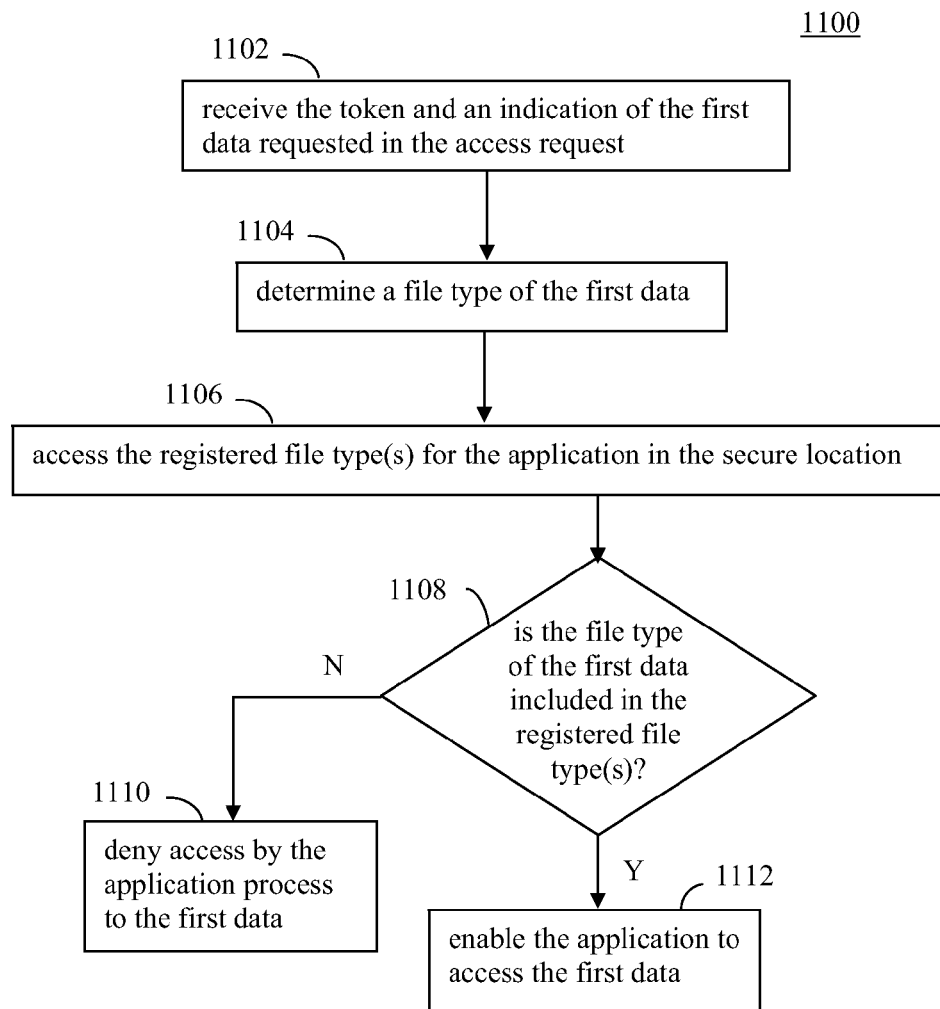 1100
1102
receive the token and an indication of the first
data requested in the access request
1104
determine a file type of the first data
1106
access the registered file type(s) for the application in the secure location
1108
is the file type
of the first data
included in the
registered file
type(s)?
N
1110
deny access by the
application process
to the first data
Y
1112
enable the application to
access the first data